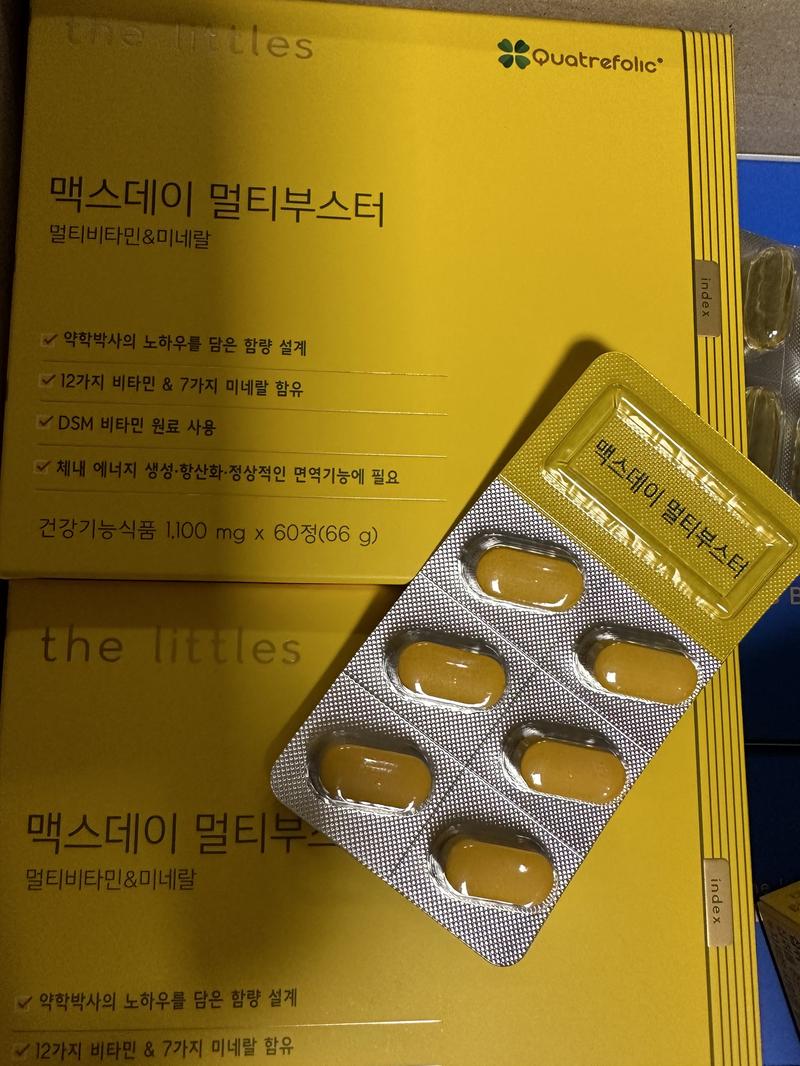 the littles
Quatrefolic®
맥스데이 멀티부스터
멀티비타민&미네랄
index
약학박사의 노하우를 담은 함량 설계
12가지 비타민 & 7가지 미네랄 함유
DSM 비타민 원료 사용
체내 에너지 생성·항산화·정상적인 면역기능에 필요
건강기능식품 1,100 mg x 60정(66 g)
맥스데이 멀티부스터
the littles
맥스데이 멀티부
멀티비타민&미네랄
index
약학박사의 노하우를 담은 함량 설계
12가지 비타민 & 7가지 미네랄 함유